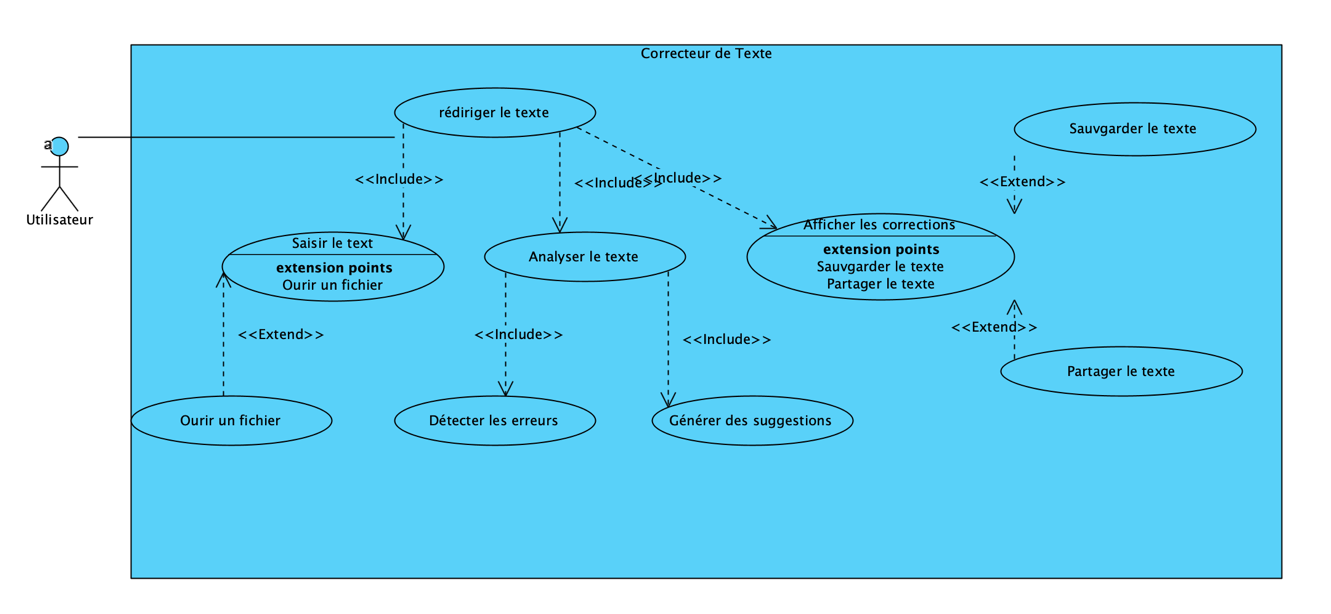 Correcteur de Texte
rédiriger le texte
Sauvgarder le texte
a
Utilisateur
<<Include>>
<<Include>>
<<Include>>
<<Extend>>
Saisir le text
extension points
Ourir un fichier
Analyser le texte
Afficher les corrections
extension points
Sauvgarder le texte
Partager le texte
<<Extend>>
<<Include>>
<<Include>>
<<Extend>>
Partager le texte
Ourir un fichier
Détecter les erreurs
Générer des suggestions